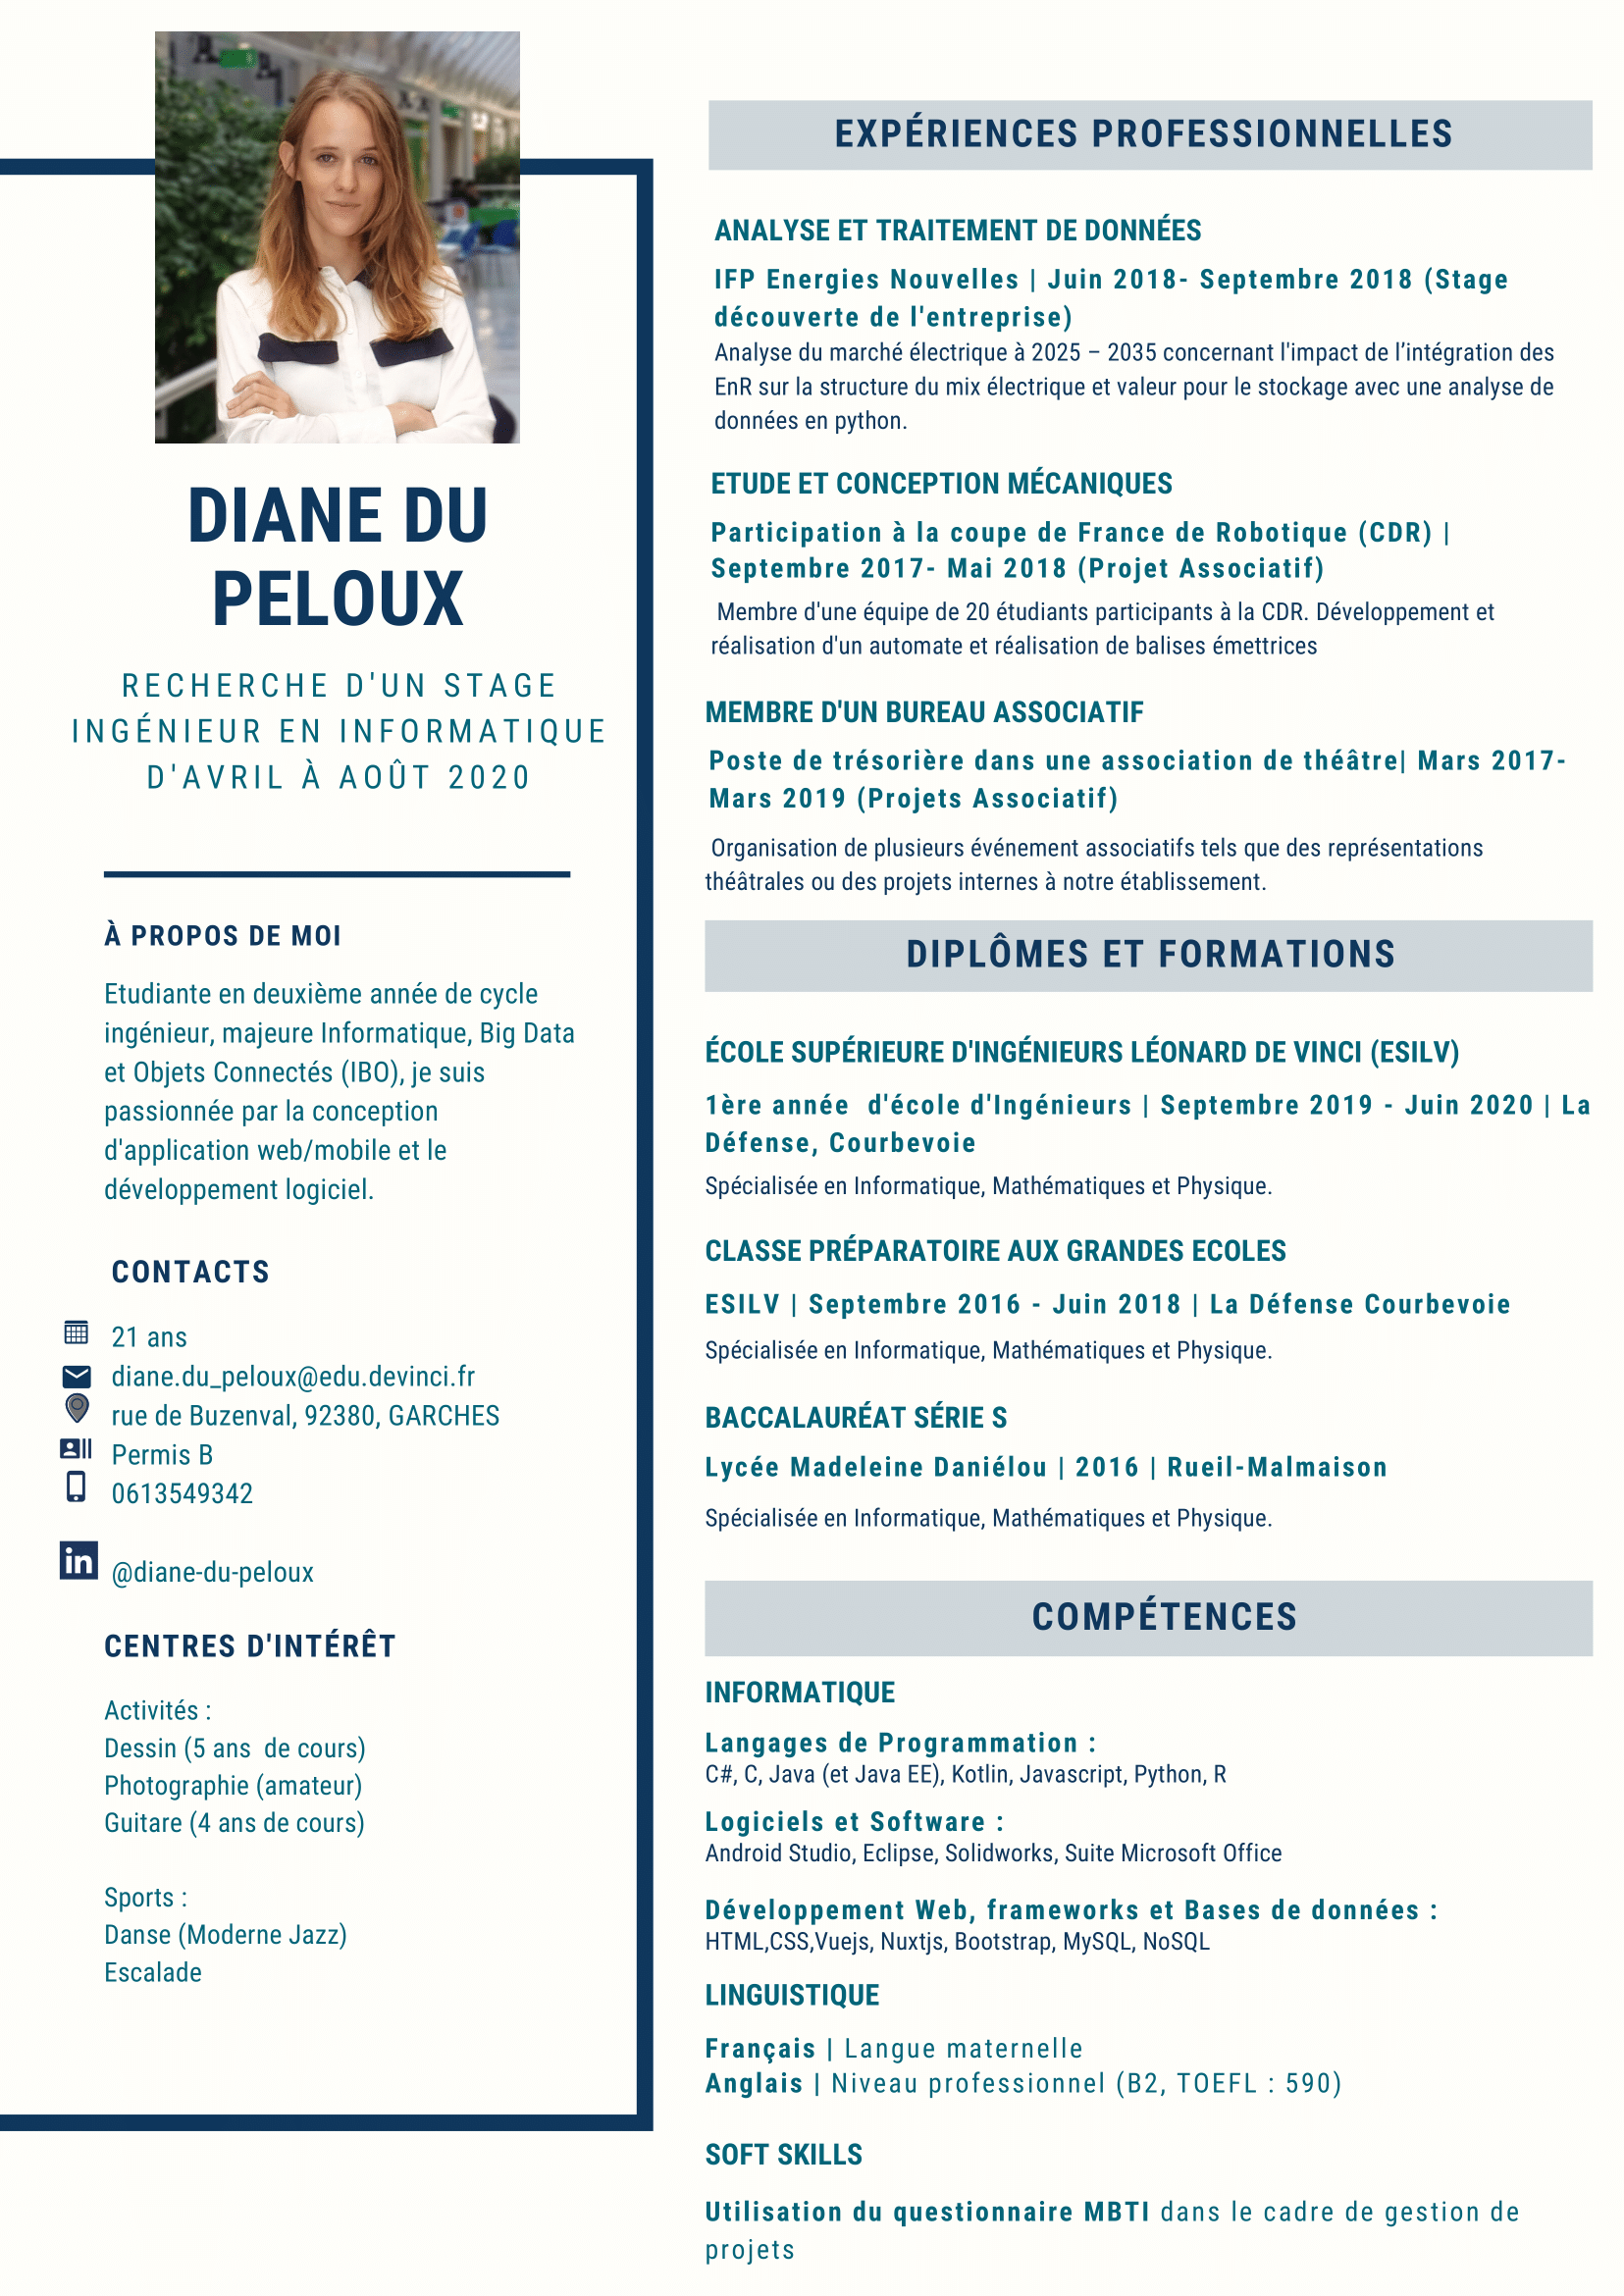 DIANE DU
PELOUX
RECHERCHE D'UN STAGE
INGÉNIEUR EN INFORMATIQUE
D'AVRIL À AOÛT 2020
À PROPOS DE MOI
Etudiante en deuxième année de cycle
ingénieur, majeure Informatique, Big Data
et Objets Connectés (IBO), je suis
passionnée par la conception
d'application web/mobile et le
développement logiciel.
CONTACTS
21 ans
diane.du_peloux@edu.devinci.fr
rue de Buzenval, 92380, GARCHES
Permis B
0613549342
in
@diane-du-peloux
CENTRES D'INTÉRÊT
Activités :
Dessin (5 ans  de cours)
Photographie (amateur)
Guitare (4 ans de cours)
Sports :
Danse (Moderne Jazz)
Escalade
EXPÉRIENCES PROFESSIONNELLES
ANALYSE ET TRAITEMENT DE DONNÉES
IFP Energies Nouvelles | Juin 2018- Septembre 2018 (Stage
découverte de l'entreprise)
Analyse du marché électrique à 2025 – 2035 concernant l'impact de l’intégration des
EnR sur la structure du mix électrique et valeur pour le stockage avec une analyse de
données en python.
ETUDE ET CONCEPTION MÉCANIQUES
Participation à la coupe de France de Robotique (CDR) |
Septembre 2017- Mai 2018 (Projet Associatif)
Membre d'une équipe de 20 étudiants participants à la CDR. Développement et
réalisation d'un automate et réalisation de balises émettrices
MEMBRE D'UN BUREAU ASSOCIATIF
Poste de trésorière dans une association de théâtre| Mars 2017-
Mars 2019 (Projets Associatif)
Organisation de plusieurs événement associatifs tels que des représentations
théâtrales ou des projets internes à notre établissement.
DIPLÔMES ET FORMATIONS
ÉCOLE SUPÉRIEURE D'INGÉNIEURS LÉONARD DE VINCI (ESILV)
1ère année  d'école d'Ingénieurs | Septembre 2019 - Juin 2020 | La
Défense, Courbevoie
Spécialisée en Informatique, Mathématiques et Physique.
CLASSE PRÉPARATOIRE AUX GRANDES ECOLES
ESILV | Septembre 2016 - Juin 2018 | La Défense Courbevoie
Spécialisée en Informatique, Mathématiques et Physique.
BACCALAURÉAT SÉRIE S
Lycée Madeleine Daniélou | 2016 | Rueil-Malmaison
Spécialisée en Informatique, Mathématiques et Physique.
COMPÉTENCES
INFORMATIQUE
Langages de Programmation :
C#, C, Java (et Java EE), Kotlin, Javascript, Python, R
Logiciels et Software :
Android Studio, Eclipse, Solidworks, Suite Microsoft Office
Développement Web, frameworks et Bases de données :
HTML,CSS,Vuejs, Nuxtjs, Bootstrap, MySQL, NoSQL
LINGUISTIQUE
Français | Langue maternelle
Anglais | Niveau professionnel (B2, TOEFL : 590)
SOFT SKILLS
Utilisation du questionnaire MBTI dans le cadre de gestion de
projets